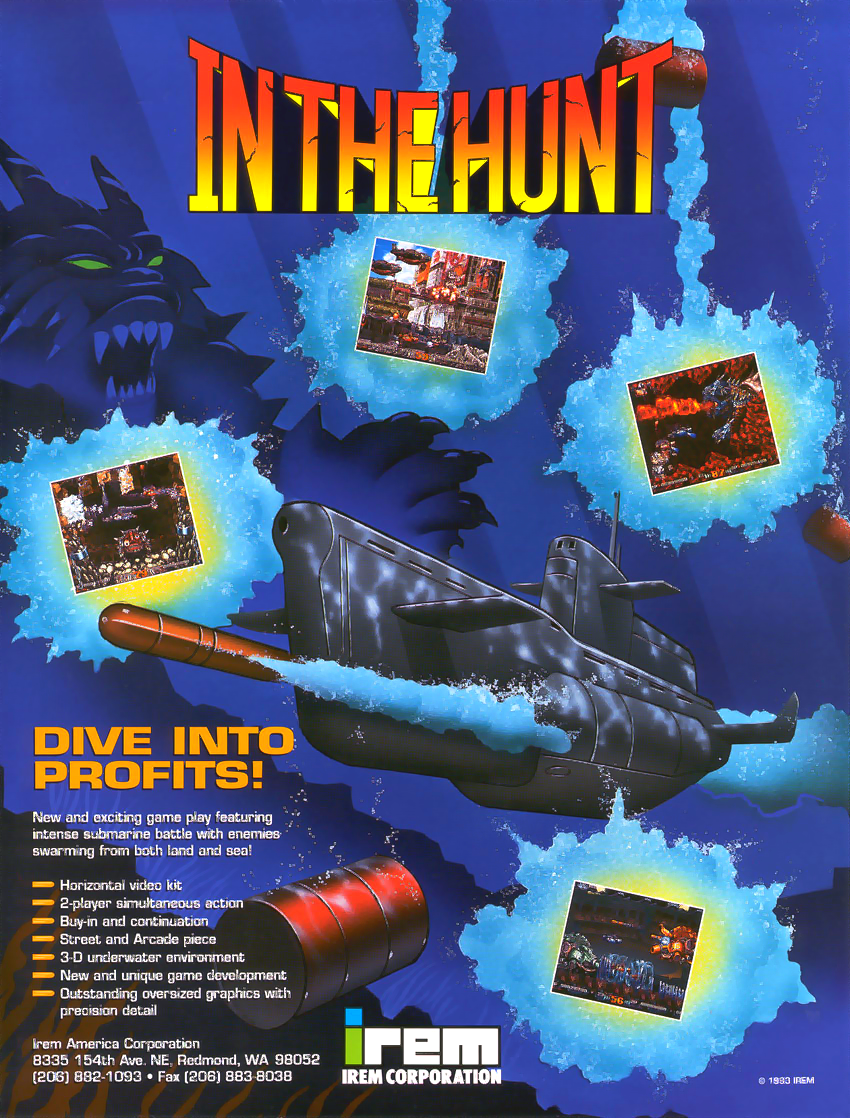 IN THE HUNT
DIVE INTO
PROFITS!
New and exciting game play featuring
intense submarine battle with enemies
swarming from both land and sea!
Horizontal video kit
2-player simultaneous action
Buy-in and continuation
Street and Arcade piece
3-D underwater environment
New and unique game development
Outstanding oversized graphics with
precision detail
Irem America Corporation
8335 154th Ave. NE, Redmond, WA 98052
(206) 882-1093 • Fax (206) 883-8038
irem
IREM CORPORATION
© 1993 IREM